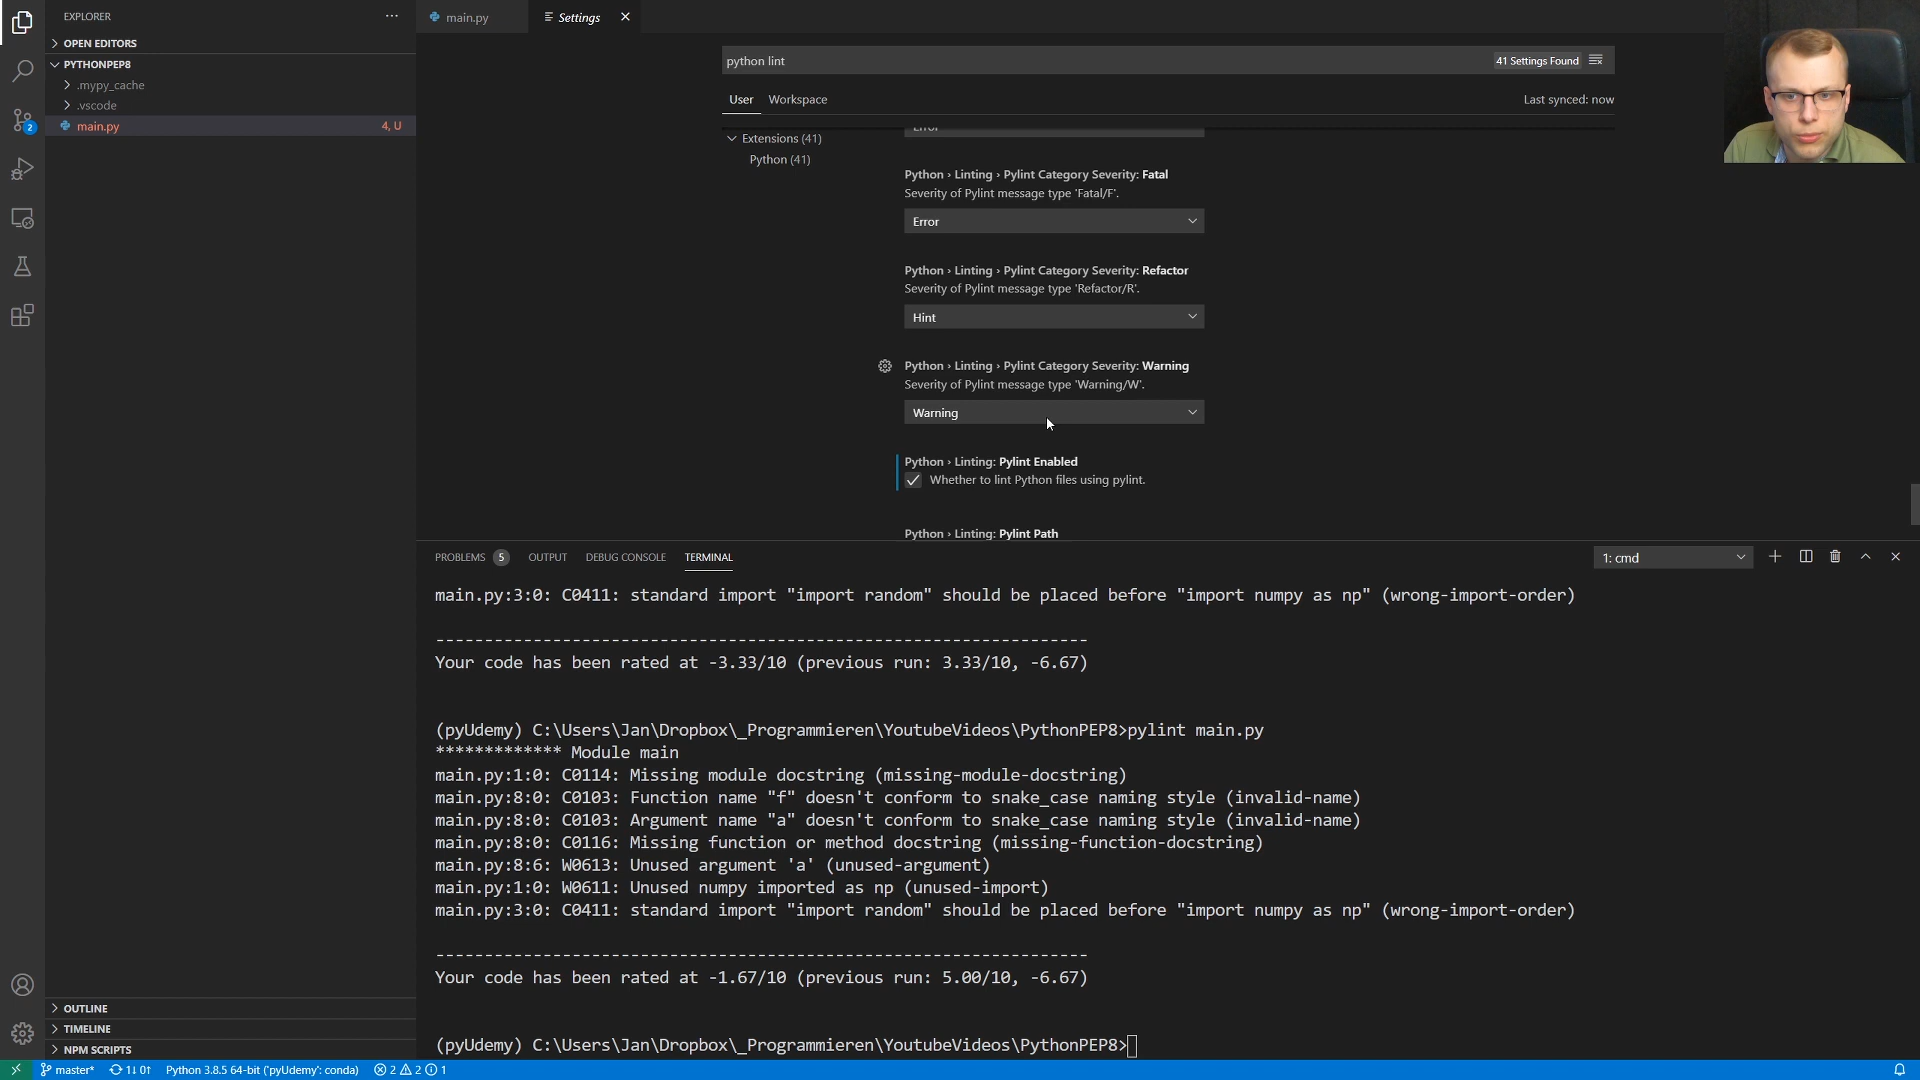 EXPLORER
OPEN EDITORS
PYTHONPEP8
.mypy_cache
.vscode
main.py 4, U
OUTLINE
TIMELINE
NPM SCRIPTS
main.py
Settings
python lint
41 Settings Found
User Workspace
Last synced: now
Extensions (41)
Python (41)
Error
Python › Linting › Pylint Category Severity: Fatal
Severity of Pylint message type 'Fatal/F'.
Error
Python › Linting › Pylint Category Severity: Refactor
Severity of Pylint message type 'Refactor/R'.
Hint
Python › Linting › Pylint Category Severity: Warning
Severity of Pylint message type 'Warning/W'.
Warning
Python › Linting: Pylint Enabled
Whether to lint Python files using pylint.
Python › Linting: Pylint Path
PROBLEMS 5 OUTPUT DEBUG CONSOLE TERMINAL
1: cmd
main.py:3:0: C0411: standard import "import random" should be placed before "import numpy as np" (wrong-import-order)
-------------------------------------------------------------------
Your code has been rated at -3.33/10 (previous run: 3.33/10, -6.67)
(pyUdemy) C:\Users\Jan\Dropbox\_Programmieren\YoutubeVideos\PythonPEP8>pylint main.py
************* Module main
main.py:1:0: C0114: Missing module docstring (missing-module-docstring)
main.py:8:0: C0103: Function name "f" doesn't conform to snake_case naming style (invalid-name)
main.py:8:0: C0103: Argument name "a" doesn't conform to snake_case naming style (invalid-name)
main.py:8:0: C0116: Missing function or method docstring (missing-function-docstring)
main.py:8:6: W0613: Unused argument 'a' (unused-argument)
main.py:1:0: W0611: Unused numpy imported as np (unused-import)
main.py:3:0: C0411: standard import "import random" should be placed before "import numpy as np" (wrong-import-order)
-------------------------------------------------------------------
Your code has been rated at -1.67/10 (previous run: 5.00/10, -6.67)
(pyUdemy) C:\Users\Jan\Dropbox\_Programmieren\YoutubeVideos\PythonPEP8>
2
master* 1↓ 0↑ Python 3.8.5 64-bit ('pyUdemy': conda) 2 2 1